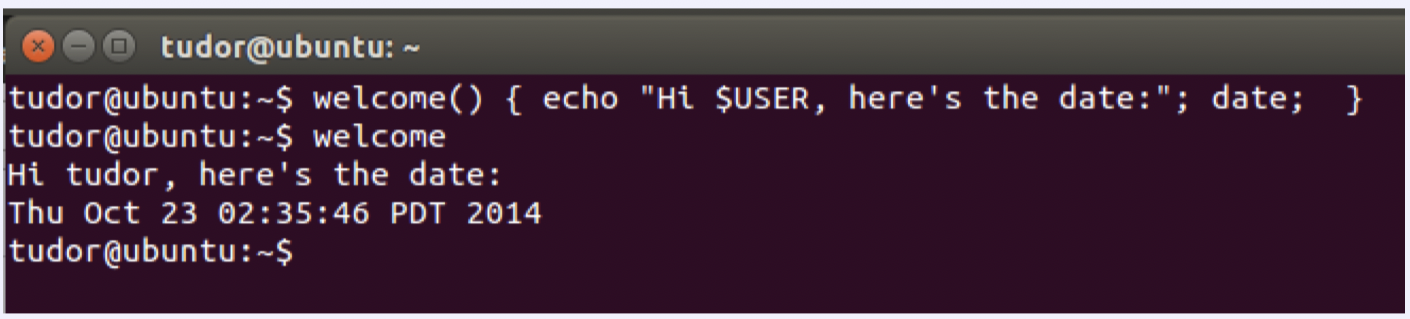 tudor@ubuntu: ~
tudor@ubuntu:~$ welcome() { echo "Hi $USER, here's the date:"; date;  }
tudor@ubuntu:~$ welcome
Hi tudor, here's the date:
Thu Oct 23 02:35:46 PDT 2014
tudor@ubuntu:~$